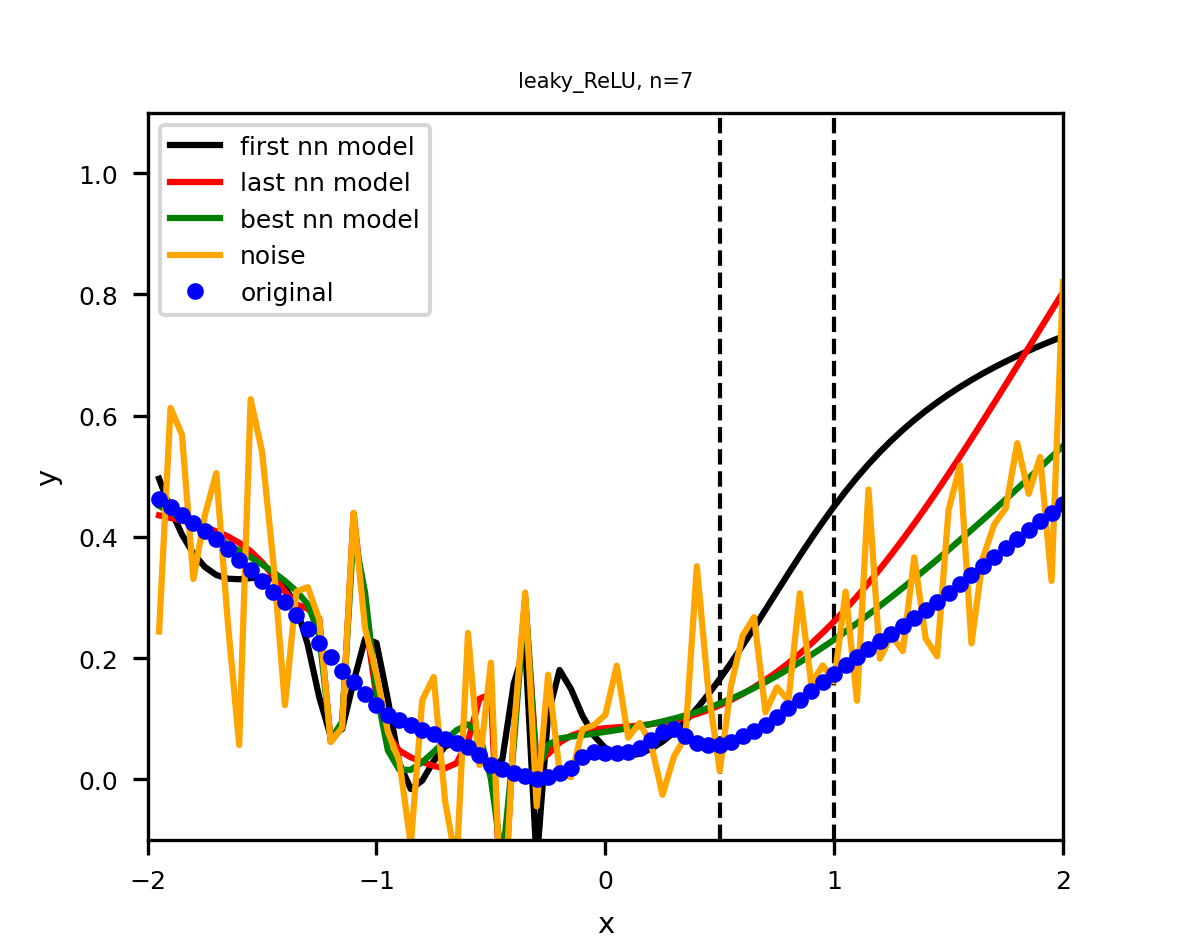 leaky_ReLU, n=7
first nn model
last nn model
best nn model
noise
original
1.0
0.8
0.6
0.4
0.2
0.0
y
−2 −1 0 1 2
x